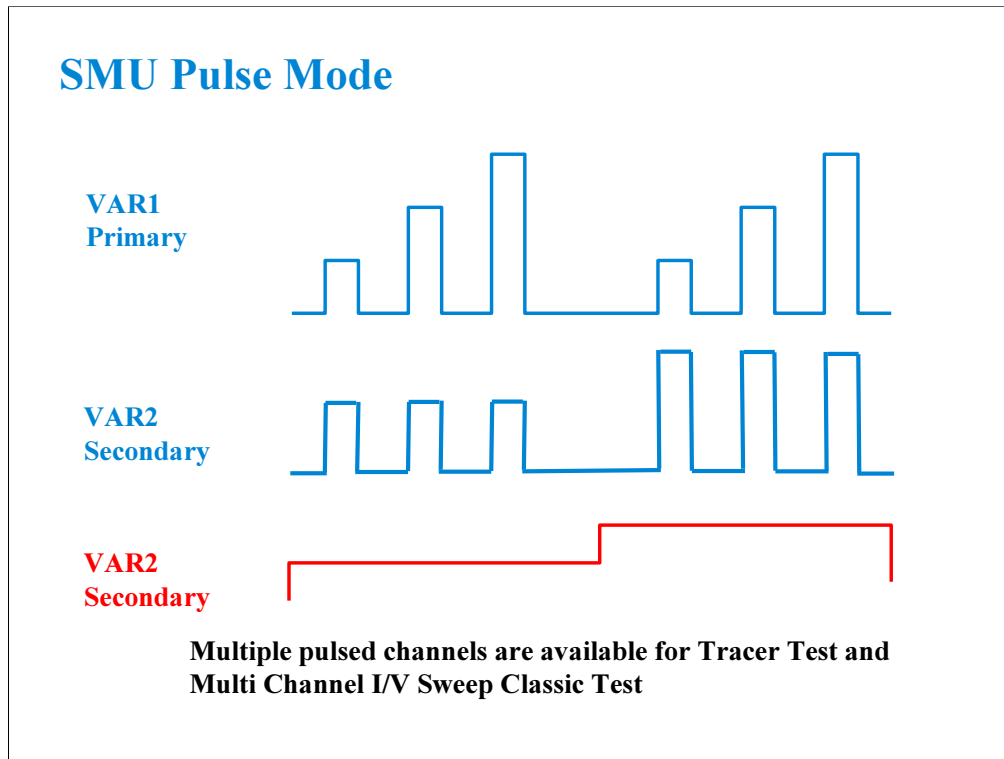 SMU Pulse Mode
VAR1
Primary
VAR2
Secondary
VAR2
Secondary
Multiple pulsed channels are available for Tracer Test and
Multi Channel I/V Sweep Classic Test